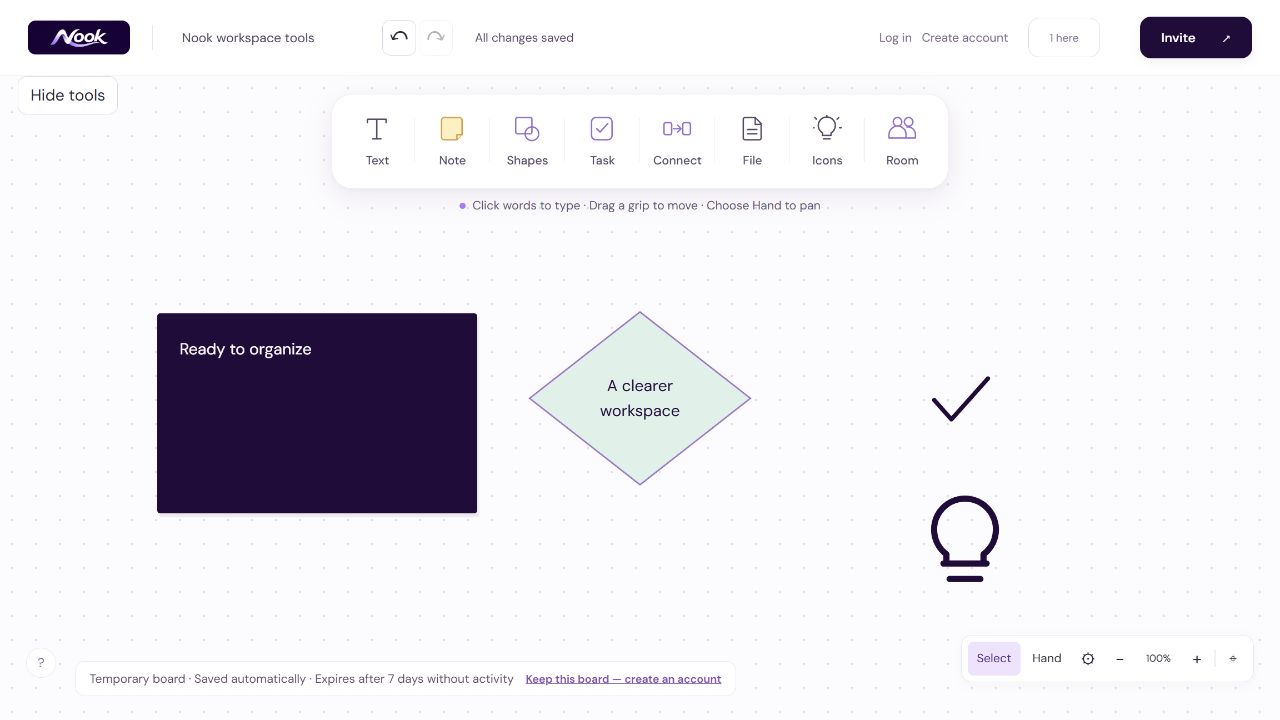 Nook
Nook workspace tools
All changes saved
Log in
Create account
1 here
Invite ↗
Hide tools
Text
Note
Shapes
Task
Connect
File
Icons
Room
Click words to type · Drag a grip to move · Choose Hand to pan
Ready to organize
A clearer
workspace
?
Temporary board · Saved automatically · Expires after 7 days without activity
Keep this board — create an account
Select
Hand
−
100%
+